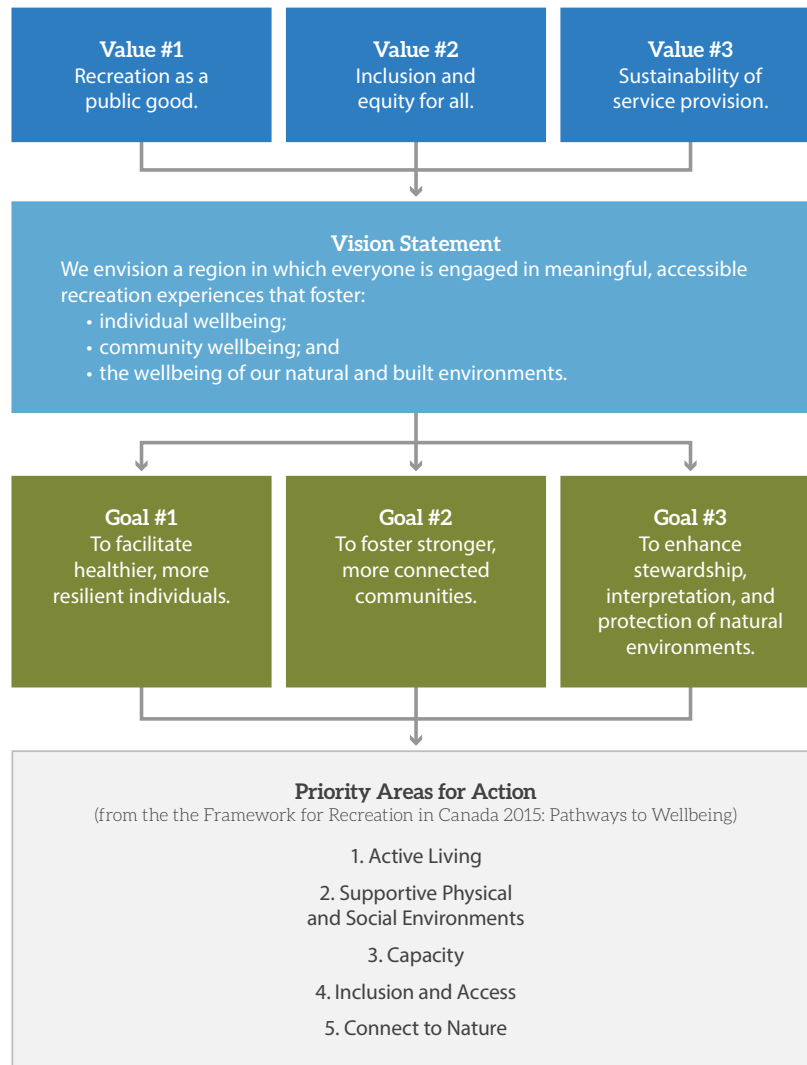 Value #1
Recreation as a
public good.
Value #2
Inclusion and
equity for all.
Value #3
Sustainability of
service provision.
Vision Statement
We envision a region in which everyone is engaged in meaningful, accessible
recreation experiences that foster:
• individual wellbeing;
• community wellbeing; and
• the wellbeing of our natural and built environments.
Goal #1
To facilitate
healthier, more
resilient individuals.
Goal #2
To foster stronger,
more connected
communities.
Goal #3
To enhance
stewardship,
interpretation, and
protection of natural
environments.
Priority Areas for Action
(from the the Framework for Recreation in Canada 2015: Pathways to Wellbeing)
1. Active Living
2. Supportive Physical
and Social Environments
3. Capacity
4. Inclusion and Access
5. Connect to Nature